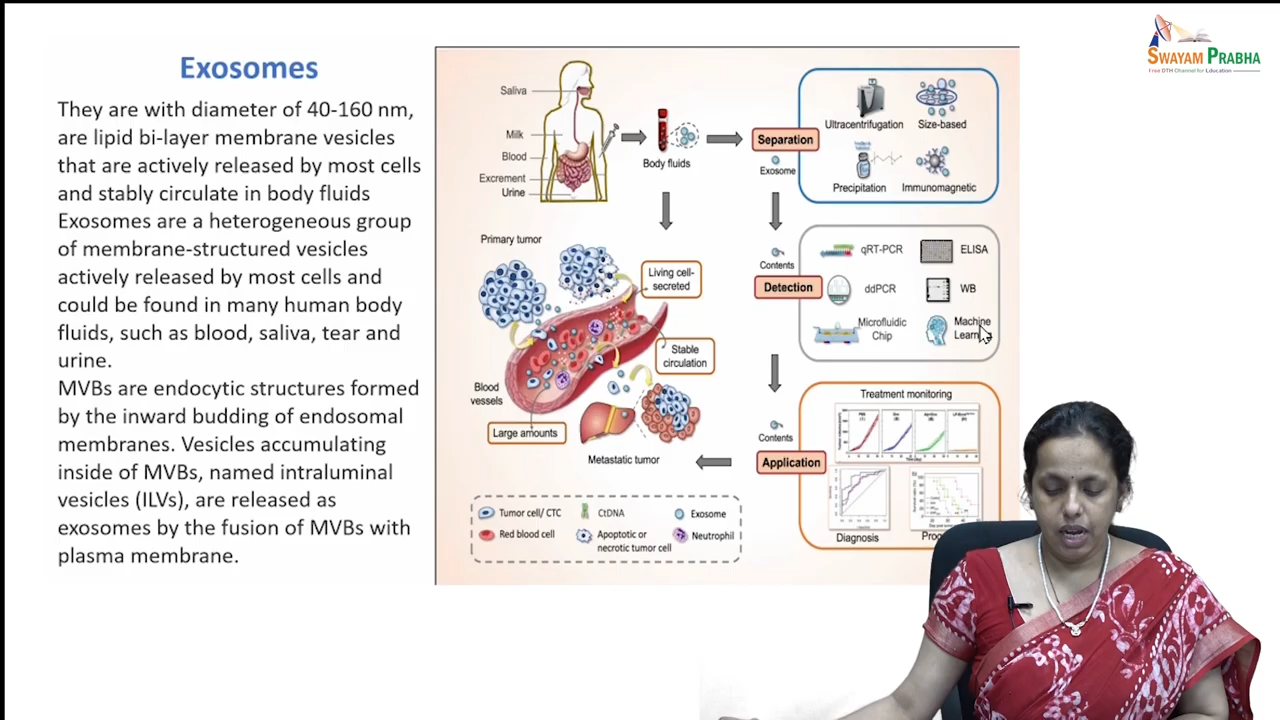 Exosomes
They are with diameter of 40-160 nm,
are lipid bi-layer membrane vesicles
that are actively released by most cells
and stably circulate in body fluids
Exosomes are a heterogeneous group
of membrane-structured vesicles
actively released by most cells and
could be found in many human body
fluids, such as blood, saliva, tear and
urine.
MVBs are endocytic structures formed
by the inward budding of endosomal
membranes. Vesicles accumulating
inside of MVBs, named intraluminal
vesicles (ILVs), are released as
exosomes by the fusion of MVBs with
plasma membrane.
Saliva
Milk
Blood
Excrement
Urine
Body fluids
Separation
Exosome
Ultracentrifugation
Size-based
Precipitation
Immunomagnetic
Primary tumor
Living cell-
secreted
Stable
circulation
Blood
vessels
Large amounts
Metastatic tumor
Contents
Detection
qRT-PCR
ELISA
ddPCR
WB
Microfluidic
Chip
Machine
Contents
Application
Treatment monitoring
Diagnosis
Tumor cell/ CTC
CtDNA
Exosome
Red blood cell
Apoptotic or
necrotic tumor cell
Neutrophil
SWAYAM PRABHA
Free DTH Channel for Education